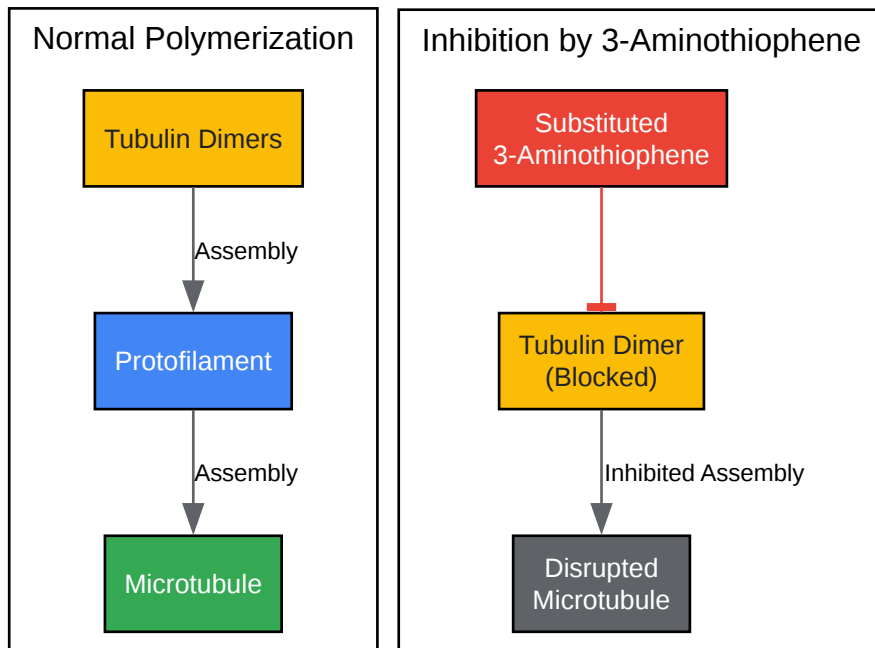 Normal Polymerization
Tubulin Dimers
Assembly
Protofilament
Assembly
Microtubule
Inhibition by 3-Aminothiophene
Substituted
3-Aminothiophene
Tubulin Dimer
(Blocked)
Inhibited Assembly
Disrupted
Microtubule